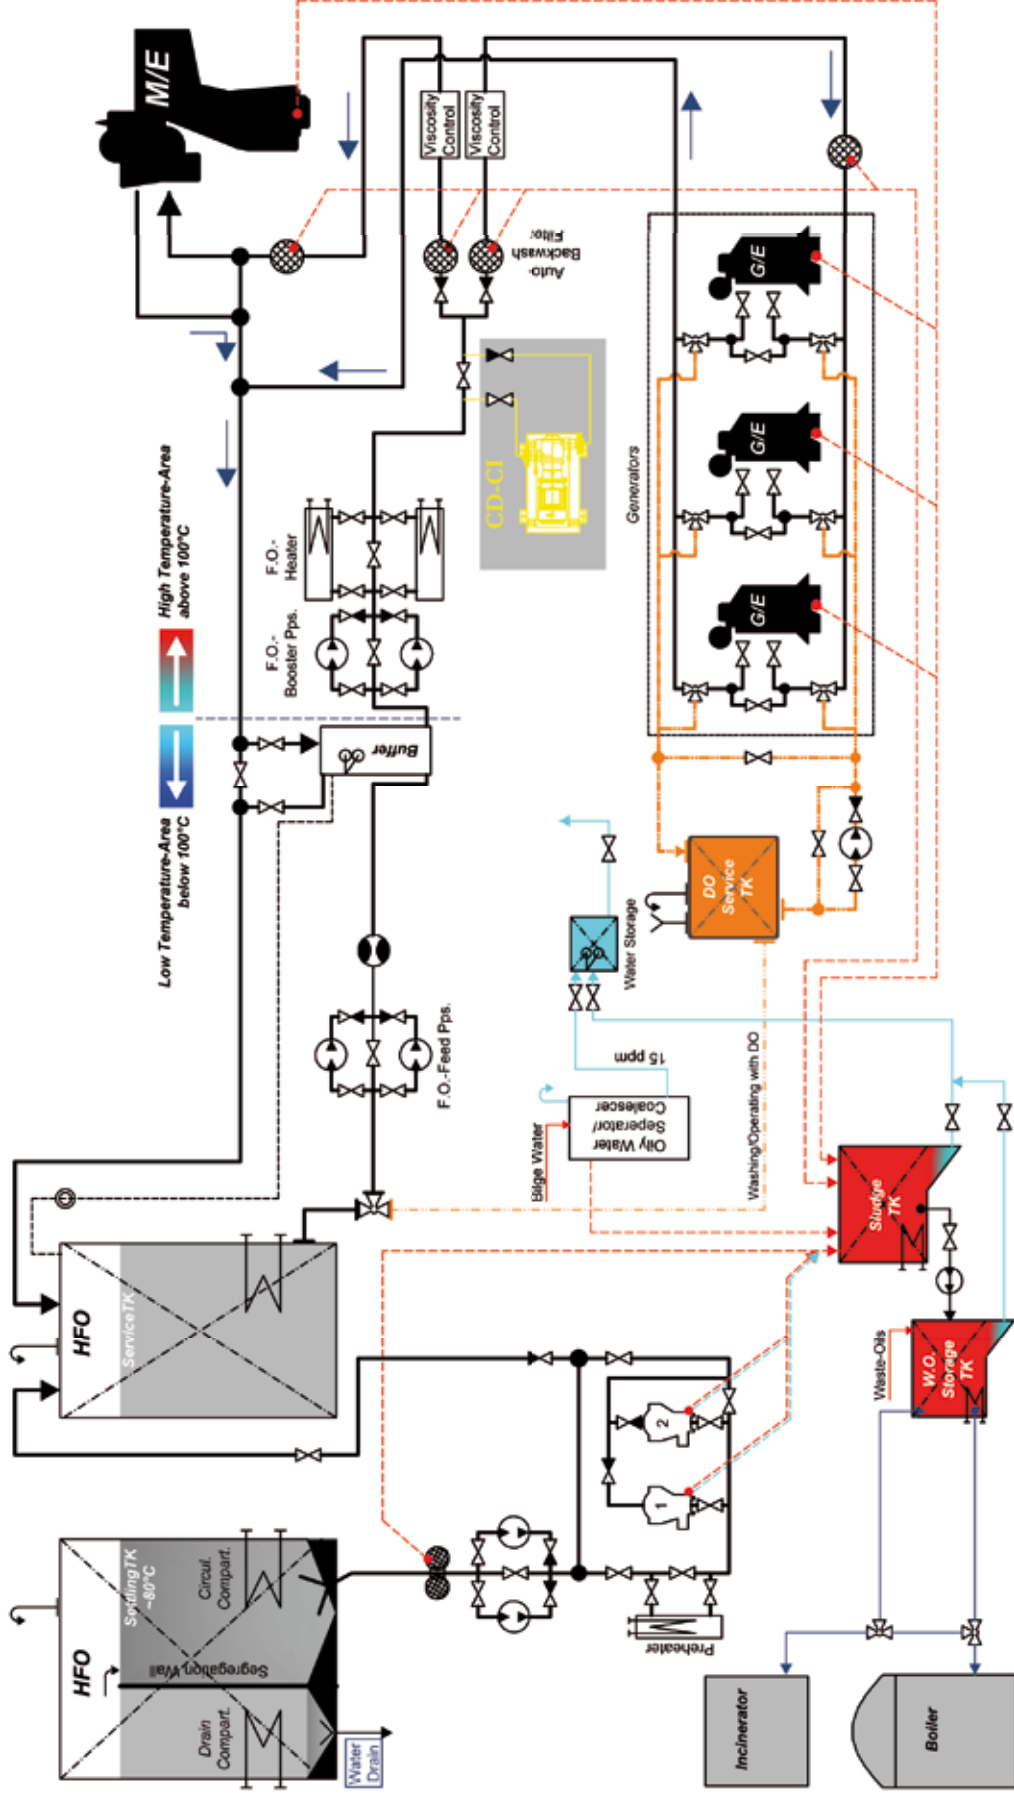 M/E
Viscosity
Control
Viscosity
Control
Auto-
Backwash
Filter
High Temperature-Area
above 100°C
Low Temperature-Area
below 100°C
F.O.-
Heater
F.O.-
Booster Pps.
Buffer
CD-CI
Generators
G/E
G/E
G/E
F.O.-Feed Pps.
DO
Service
TK
Water Storage
15 ppm
Oily Water
Seperator/
Coalescer
Bilge Water
Washing/Operating with DO
HFO
ServiceTK
Sludge
TK
Waste-Oils
W.O.
Storage
TK
HFO
SettlingTK
~80°C
Circul.
Compart.
Segregation Wall
Drain
Compart.
Water
Drain
1
2
Preheater
Incinerator
Boiler